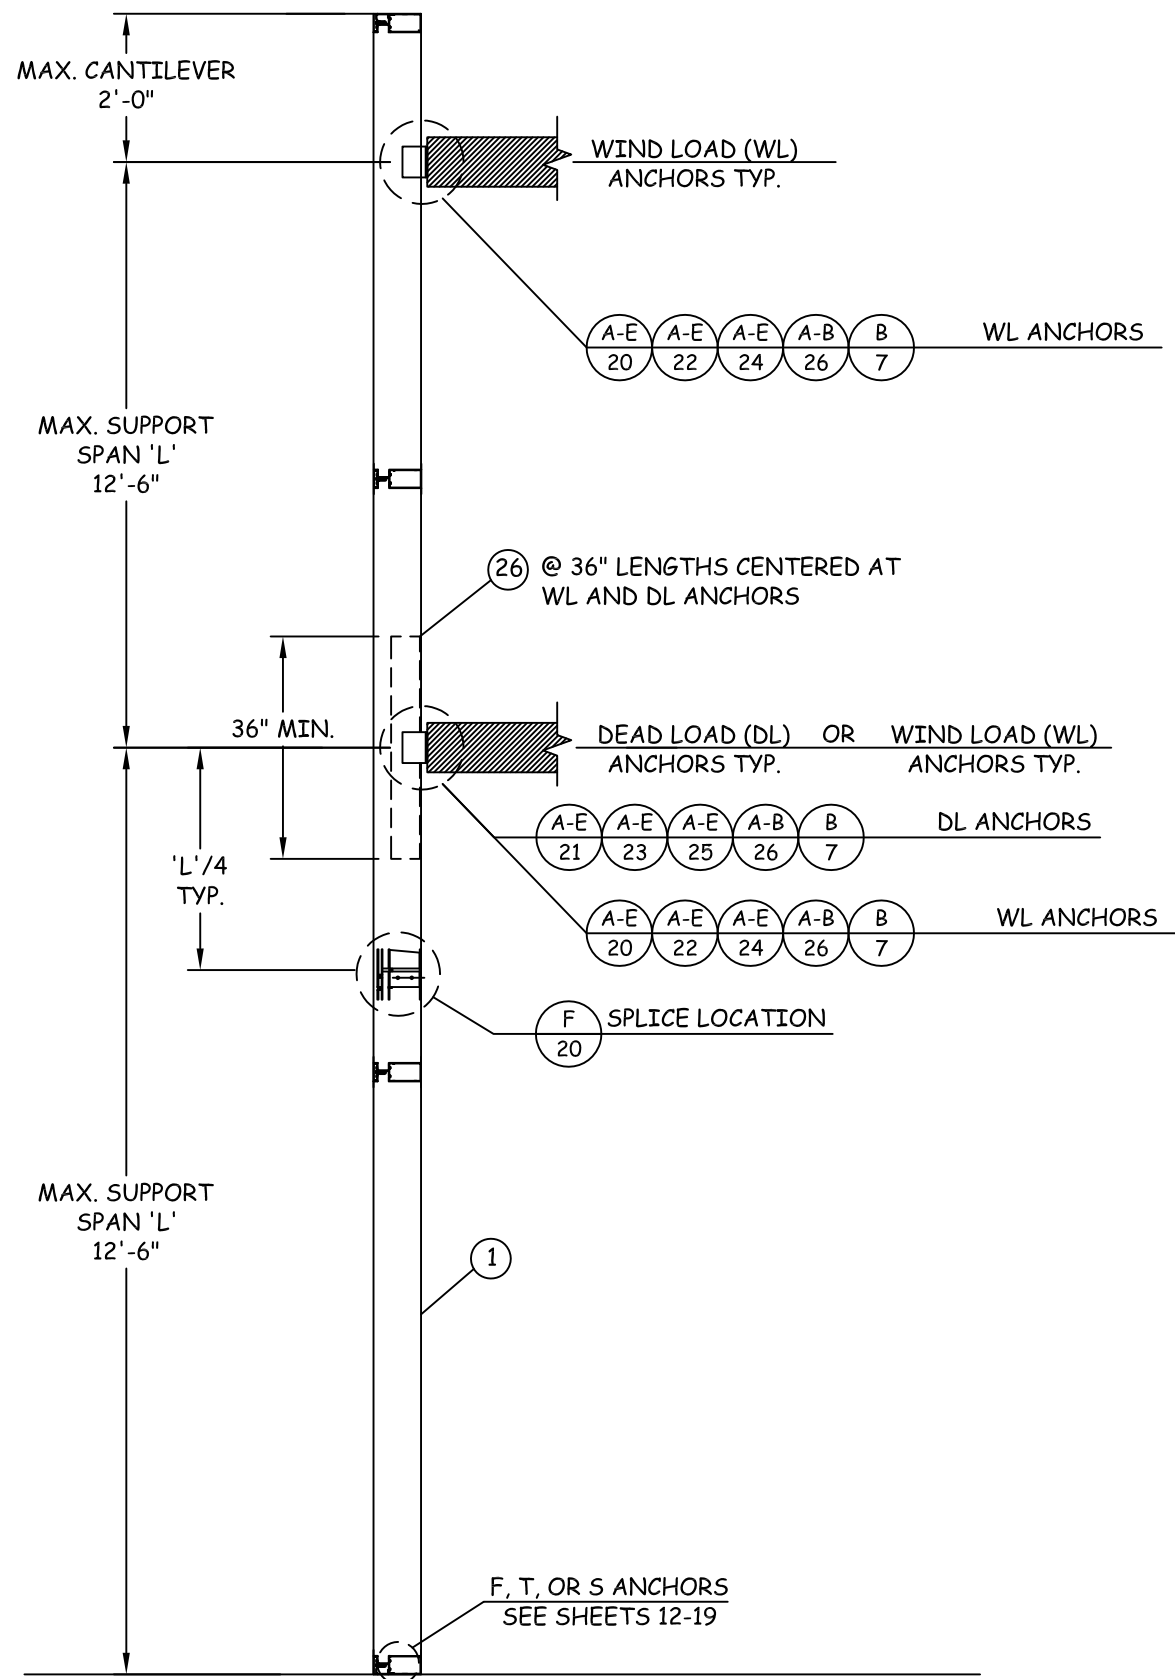 MAX. CANTILEVER
2'-0"
WIND LOAD (WL)
ANCHORS TYP.
A-E A-E A-E A-B B WL ANCHORS
20 22 24 26 7
MAX. SUPPORT
SPAN 'L'
12'-6"
26 @ 36" LENGTHS CENTERED AT
WL AND DL ANCHORS
36" MIN.
DEAD LOAD (DL) OR WIND LOAD (WL)
ANCHORS TYP. ANCHORS TYP.
A-E A-E A-E A-B B DL ANCHORS
21 23 25 26 7
'L'/4
TYP.
A-E A-E A-E A-B B WL ANCHORS
20 22 24 26 7
F SPLICE LOCATION
20
MAX. SUPPORT
SPAN 'L'
12'-6"
1
F, T, OR S ANCHORS
SEE SHEETS 12-19